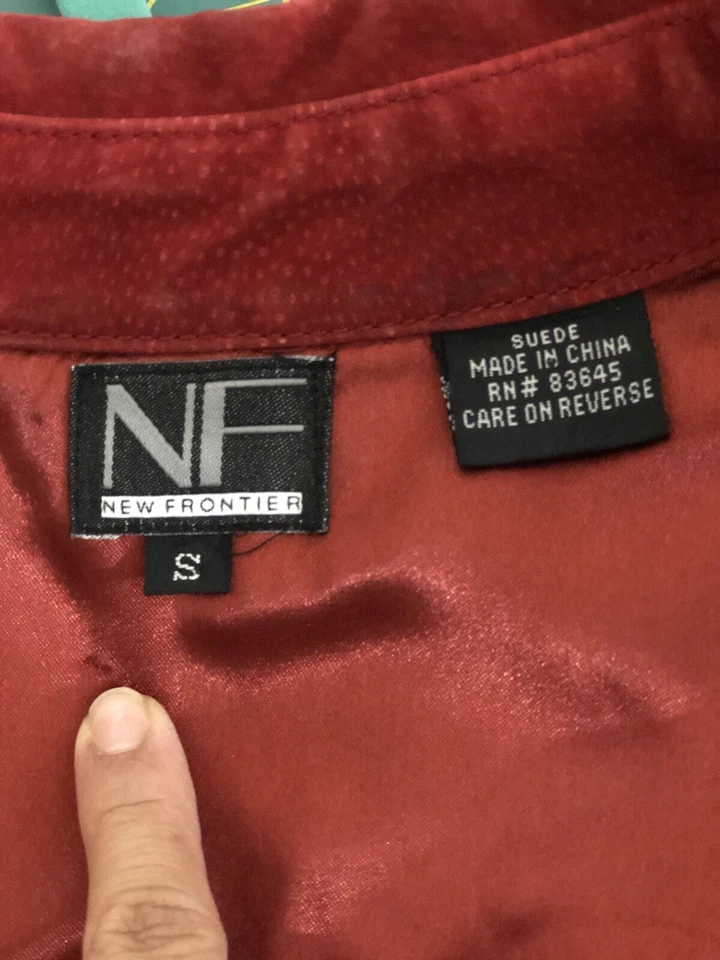 NF
NEW FRONTIER
S
SUEDE
MADE IN CHINA
RN# 83645
CARE ON REVERSE